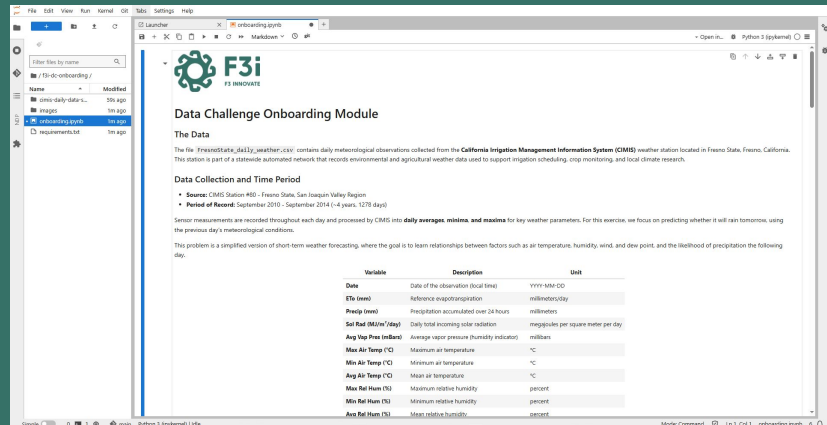 File Edit View Run Kernel Git Tabs Settings Help
Launcher
onboarding.ipynb
Markdown
Open in...
Python 3 (ipykernel)
Filter files by name
/ f3i-dc-onboarding /
Name Modified
cimis-daily-data-s... 59s ago
images 1m ago
onboarding.ipynb 1m ago
requirements.txt 1m ago
F3i
F3 INNOVATE
Data Challenge Onboarding Module
The Data
The file FresnoState_daily_weather.csv contains daily meteorological observations collected from the California Irrigation Management Information System (CIMIS) weather station located in Fresno State, Fresno, California.
This station is part of a statewide automated network that records environmental and agricultural weather data used to support irrigation scheduling, crop monitoring, and local climate research.
Data Collection and Time Period
• Source: CIMIS Station #80 - Fresno State, San Joaquin Valley Region
• Period of Record: September 2010 - September 2014 (~4 years, 1278 days)
Sensor measurements are recorded throughout each day and processed by CIMIS into daily averages, minima, and maxima for key weather parameters. For this exercise, we focus on predicting whether it will rain tomorrow, using
the previous day's meteorological conditions.
This problem is a simplified version of short-term weather forecasting, where the goal is to learn relationships between factors such as air temperature, humidity, wind, and dew point, and the likelihood of precipitation the following
day.
Variable Description Unit
Date Date of the observation (local time) YYYY-MM-DD
ETo (mm) Reference evapotranspiration millimeters/day
Precip (mm) Precipitation accumulated over 24 hours millimeters
Sol Rad (MJ/m²/day) Daily total incoming solar radiation megajoules per square meter per day
Avg Vap Pres (mBars) Average vapor pressure (humidity indicator) millibars
Max Air Temp (°C) Maximum air temperature °C
Min Air Temp (°C) Minimum air temperature °C
Avg Air Temp (°C) Mean air temperature °C
Max Rel Hum (%) Maximum relative humidity percent
Min Rel Hum (%) Minimum relative humidity percent
Avg Rel Hum (%) Mean relative humidity percent
Simple 0 main Python 3 (ipykernel) | Idle Mode: Command Ln 1, Col 1 onboarding.ipynb